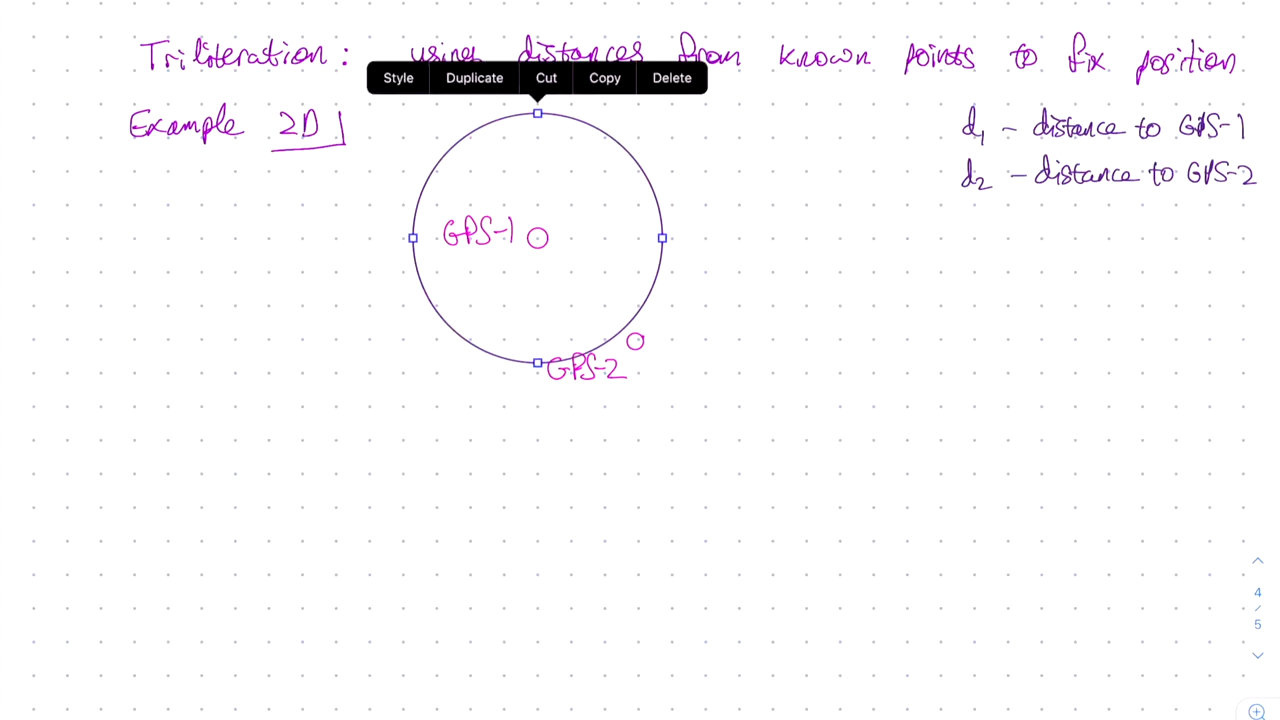 Triliteration: using distances from known points to fix position
Style Duplicate Cut Copy Delete
Example 2D
d1 - distance to GPS-1
d2 - distance to GPS-2
GPS-1
GPS-2
4
/
5